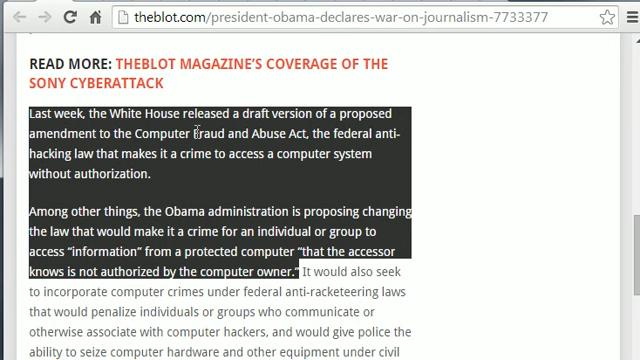 theblot.com/president-obama-declares-war-on-journalism-7733377
READ MORE: THEBLOT MAGAZINE'S COVERAGE OF THE
SONY CYBERATTACK
Last week, the White House released a draft version of a proposed
amendment to the Computer Fraud and Abuse Act, the federal anti-
hacking law that makes it a crime to access a computer system
without authorization.
Among other things, the Obama administration is proposing changing
the law that would make it a crime for an individual or group to
access “information” from a protected computer “that the accessor
knows is not authorized by the computer owner.” It would also seek
to incorporate computer crimes under federal anti-racketeering laws
that would penalize individuals or groups who communicate or
otherwise associate with computer hackers, and would give police the
ability to seize computer hardware and other equipment under civil